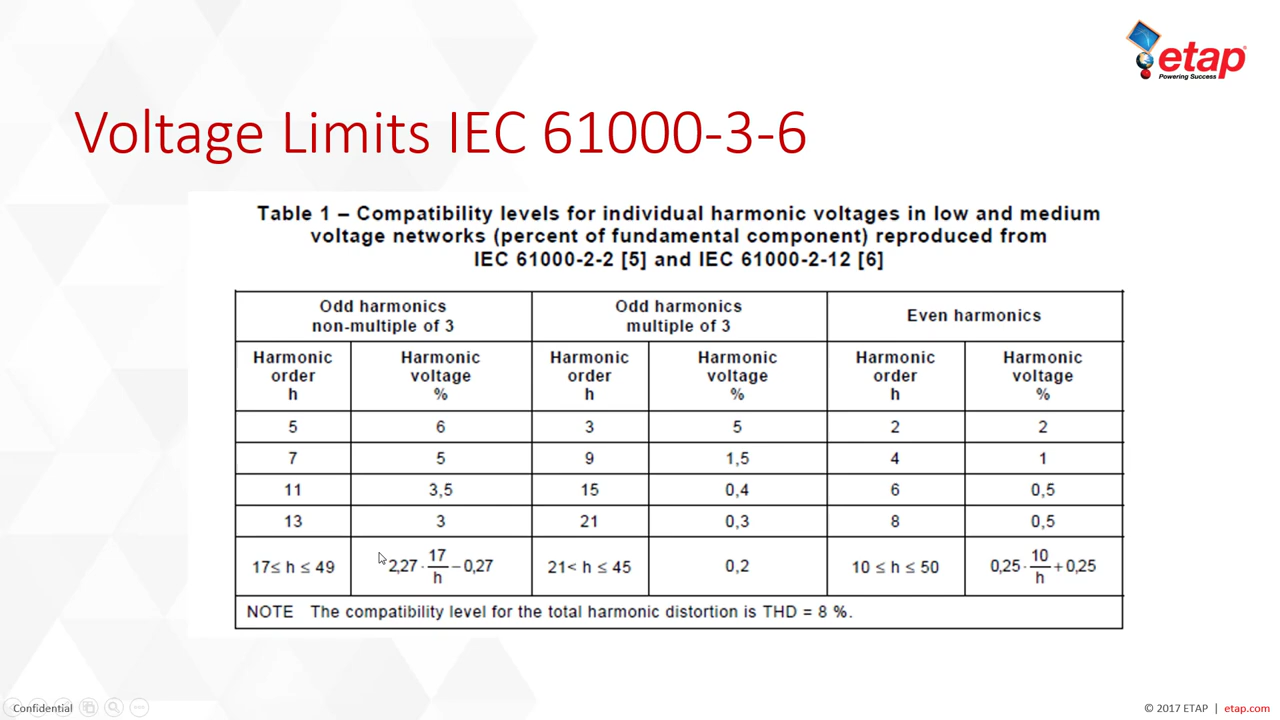 etap
Powering Success
Voltage Limits IEC 61000-3-6
Table 1 – Compatibility levels for individual harmonic voltages in low and medium
voltage networks (percent of fundamental component) reproduced from
IEC 61000-2-2 [5] and IEC 61000-2-12 [6]
Odd harmonics
non-multiple of 3
Odd harmonics
multiple of 3
Even harmonics
Harmonic
order
h
Harmonic
voltage
%
Harmonic
order
h
Harmonic
voltage
%
Harmonic
order
h
Harmonic
voltage
%
5 6 3 5 2 2
7 5 9 1,5 4 1
11 3,5 15 0,4 6 0,5
13 3 21 0,3 8 0,5
17≤ h ≤ 49 2,27 · 17/h − 0,27 21< h ≤ 45 0,2 10 ≤ h ≤ 50 0,25 · 10/h + 0,25
NOTE The compatibility level for the total harmonic distortion is THD = 8 %.
Confidential
© 2017 ETAP | etap.com